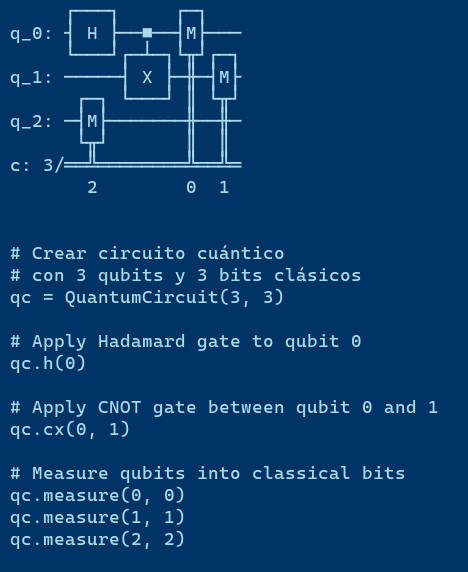 ┌───┐     ┌─┐
q_0: ┤ H ├──■──┤M├───
     └───┘┌─┴─┐└╥┘┌─┐
q_1: ─────┤ X ├─╫─┤M├
      ┌─┐ └───┘ ║ └╥┘
q_2: ─┤M├───────╫──╫─
      └╥┘       ║  ║
c: 3/══╩════════╩══╩═
       2        0  1
# Crear circuito cuántico
# con 3 qubits y 3 bits clásicos
qc = QuantumCircuit(3, 3)
# Apply Hadamard gate to qubit 0
qc.h(0)
# Apply CNOT gate between qubit 0 and 1
qc.cx(0, 1)
# Measure qubits into classical bits
qc.measure(0, 0)
qc.measure(1, 1)
qc.measure(2, 2)